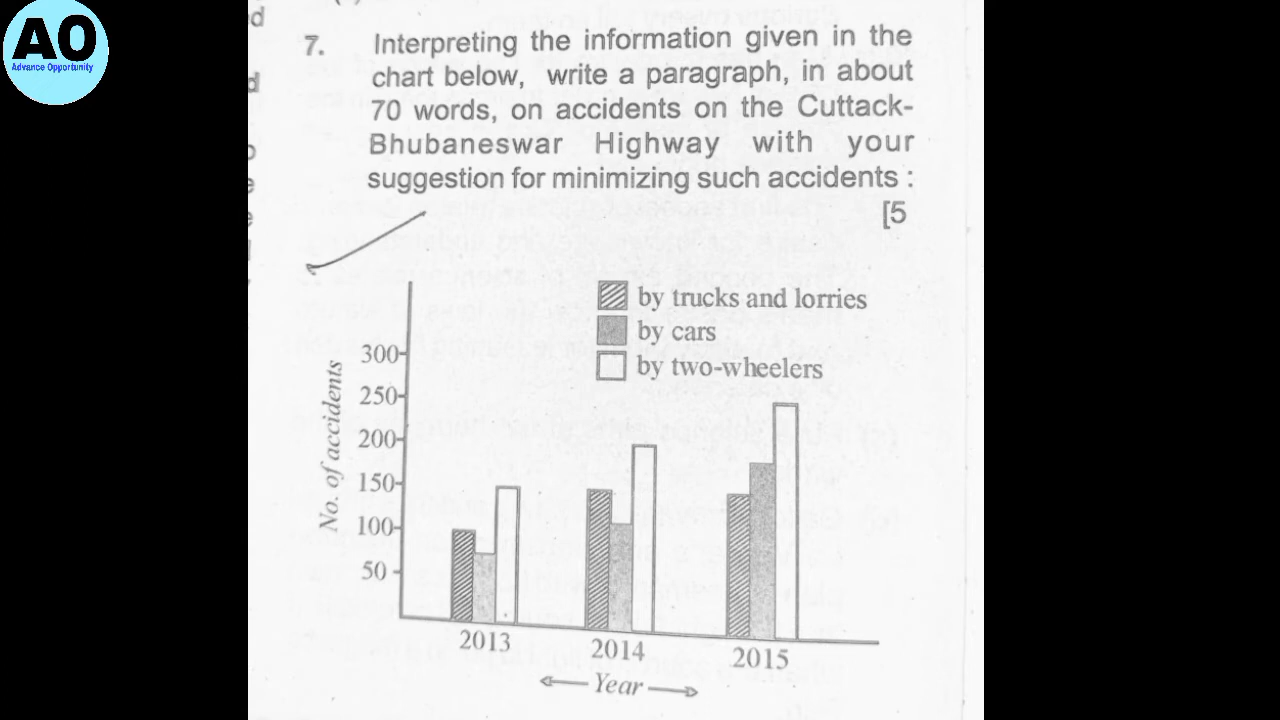 AO
Advance Opportunity
7. Interpreting the information given in the
chart below, write a paragraph, in about
70 words, on accidents on the Cuttack-
Bhubaneswar Highway with your
suggestion for minimizing such accidents :
[5
by trucks and lorries
by cars
by two-wheelers
No. of accidents
300
250
200
150
100
50
2013
2014
2015
Year